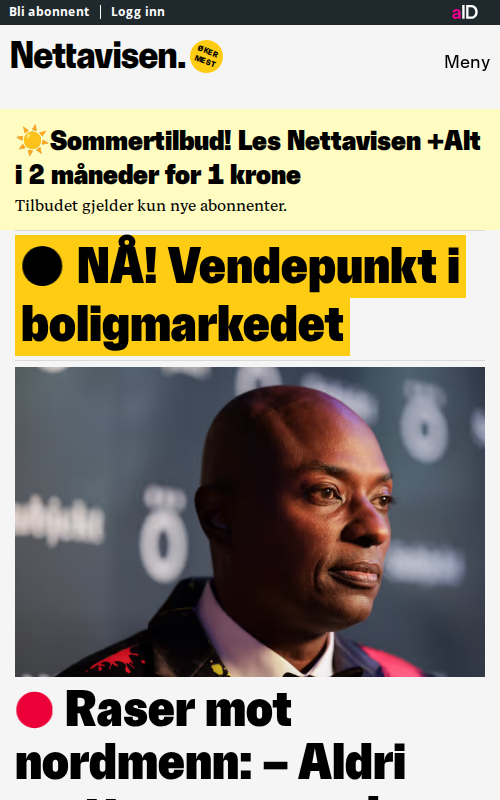 Bli abonnent | Logg inn
aID
Nettavisen.
ØKER
MEST
Meny
Sommertilbud! Les Nettavisen +Alt
i 2 måneder for 1 krone
Tilbudet gjelder kun nye abonnenter.
NÅ! Vendepunkt i
boligmarkedet
Raser mot
nordmenn: – Aldri